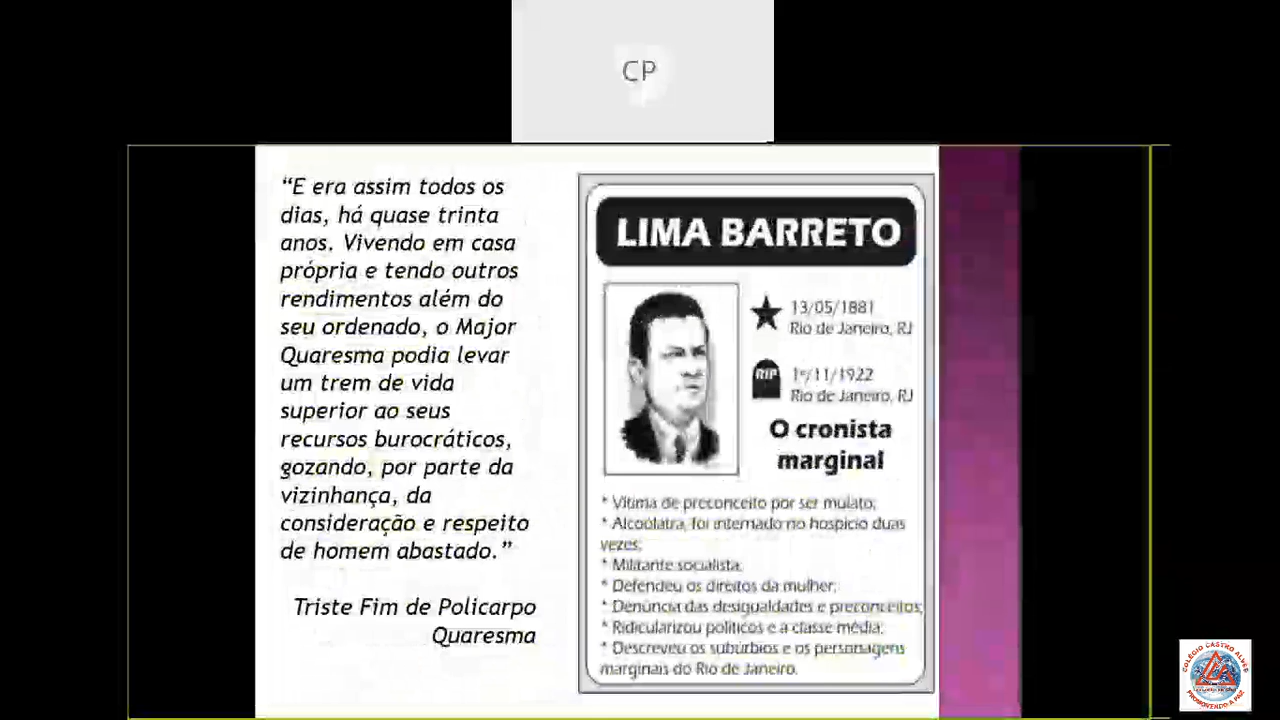 CP
“E era assim todos os
dias, há quase trinta
anos. Vivendo em casa
própria e tendo outros
rendimentos além do
seu ordenado, o Major
Quaresma podia levar
um trem de vida
superior ao seus
recursos burocráticos,
gozando, por parte da
vizinhança, da
consideração e respeito
de homem abastado.”
Triste Fim de Policarpo
Quaresma
LIMA BARRETO
13/05/1881
Rio de Janeiro, RJ
RIP
1º/11/1922
Rio de Janeiro, RJ
O cronista
marginal
* Vítima de preconceito por ser mulato;
* Alcoólatra, foi internado no hospício duas
vezes;
* Militante socialista;
* Defendeu os direitos da mulher;
* Denúncia das desigualdades e preconceitos;
* Ridicularizou políticos e a classe média;
* Descreveu os subúrbios e os personagens
marginais do Rio de Janeiro.
COLÉGIO CASTRO ALVES
PROMOVENDO A PAZ